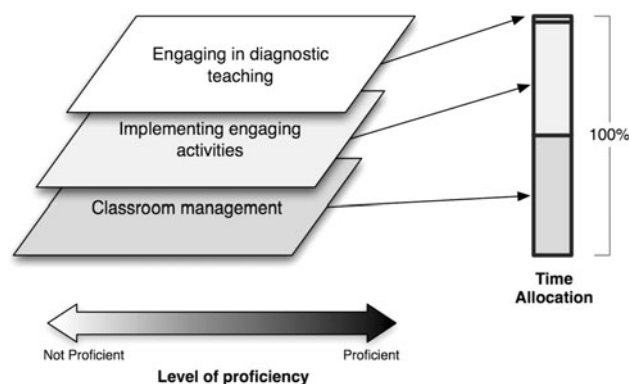 Engaging in diagnostic
teaching
Implementing engaging
activities
Classroom management
100%
Time
Allocation
Not Proficient
Proficient
Level of proficiency